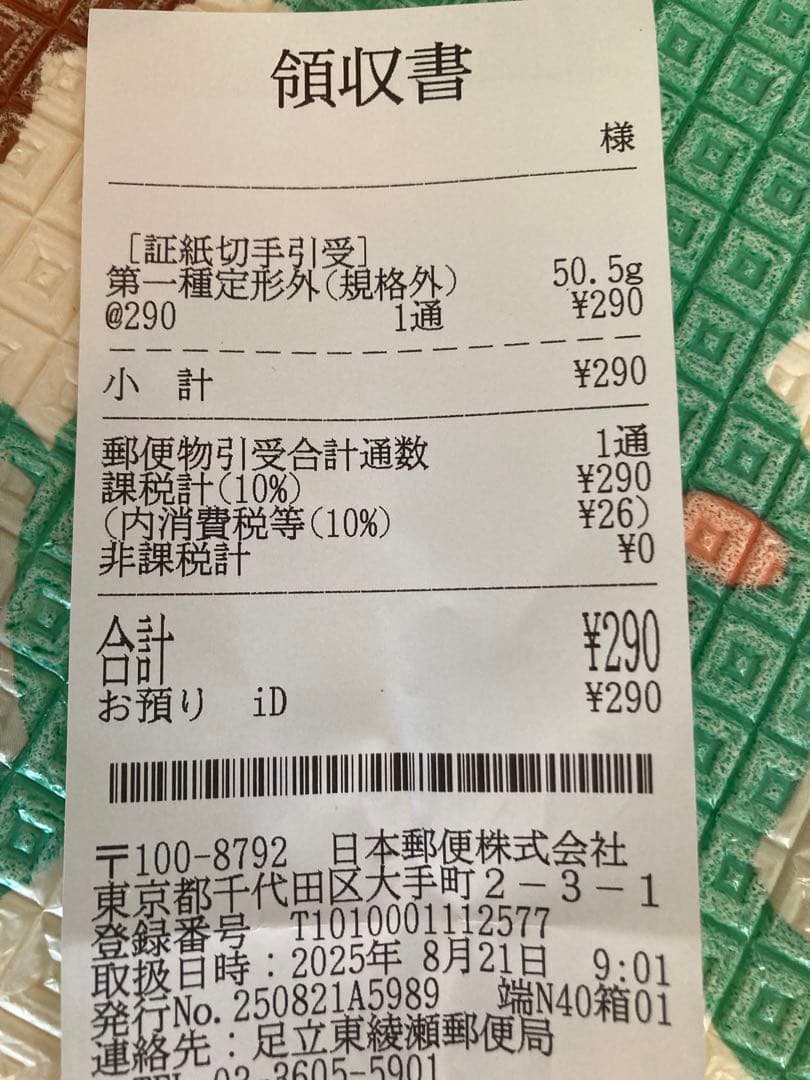 領収書
様
[証紙切手引受]
第一種定形外(規格外) 50.5g
@290 1通 ¥290
小 計 ¥290
郵便物引受合計通数 1通
課税計(10%) ¥290
(内消費税等(10%) ¥26)
非課税計 ¥0
合計 ¥290
お預り iD ¥290
〒100-8792 日本郵便株式会社
東京都千代田区大手町2-3-1
登録番号 T1010001112577
取扱日時:2025年 8月21日 9:01
発行No.250821A5989 端N40箱01
連絡先:足立東綾瀬郵便局
TEL 03-3605-5901